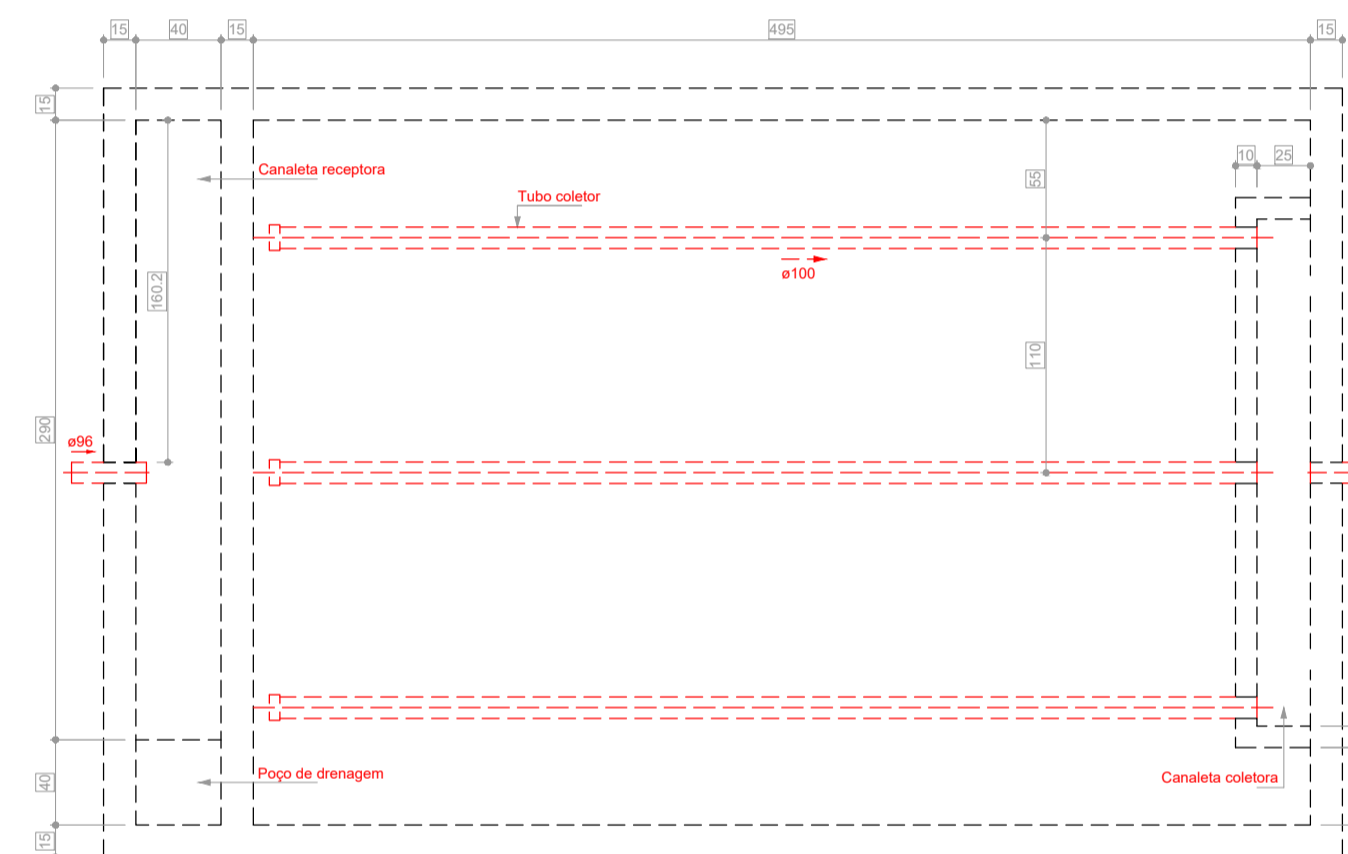 15
40
15
495
15
15
Canaleta receptora
10
25
55
Tubo coletor
ø100
160.2
110
290
ø96
Poço de drenagem
Canaleta coletora
40
15